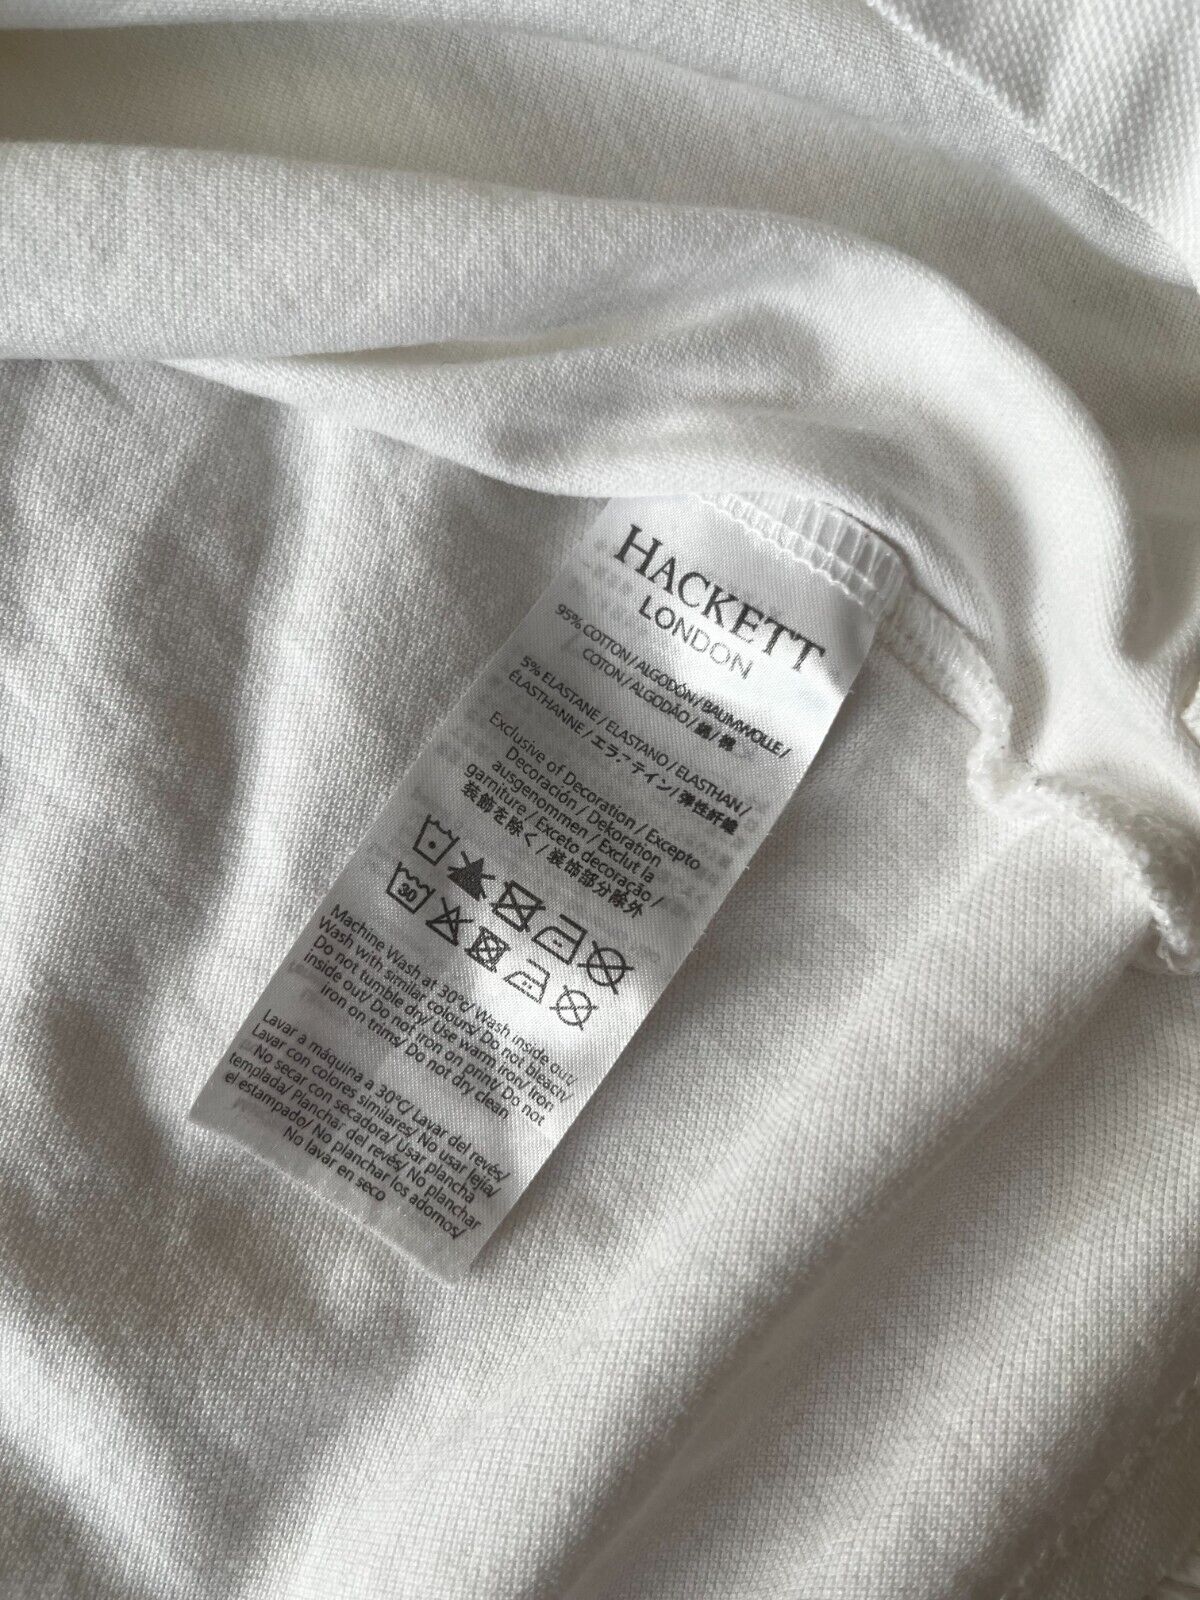 HACKETT
LONDON
95% COTTON / ALGODÓN / BAUMWOLLE /
COTON / ALGODÃO / 綿 / 棉
5% ELASTANE / ELASTANO / ELASTHAN /
ÉLASTHANNE / エラステイン / 弹性纤维
Exclusive of Decoration / Excepto
Decoración / Dekoration
ausgenommen / Exclut la
garniture / Exceto decoração /
装飾を除く / 装饰部分除外
30
Machine Wash at 30°c/ Wash inside out/
Wash with similar colours/ Do not bleach/
Do not tumble dry/ Use warm iron/ Iron
inside out/ Do not iron on print/ Do not
iron on trims/ Do not dry clean
Lavar a máquina a 30°C/ Lavar del revés/
Lavar con colores similares/ No usar lejía/
No secar con secadora/ Usar plancha
templada/ Planchar del revés/ No planchar
el estampado/ No planchar los adornos/
No lavar en seco